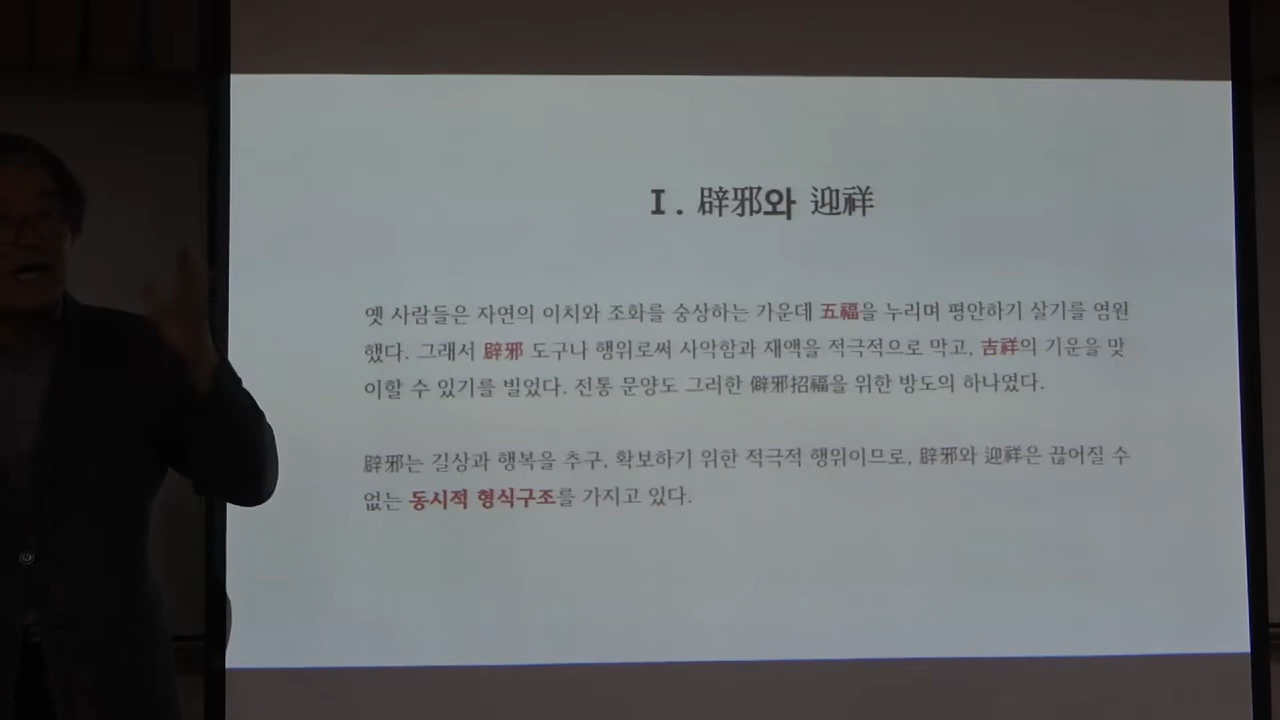 I. 辟邪와 迎祥
옛 사람들은 자연의 이치와 조화를 숭상하는 가운데 五福을 누리며 평안하기 살기를 염원
했다. 그래서 辟邪 도구나 행위로써 사악함과 재액을 적극적으로 막고, 吉祥의 기운을 맞
이할 수 있기를 빌었다. 전통 문양도 그러한 僻邪招福을 위한 방도의 하나였다.
辟邪는 길상과 행복을 추구, 확보하기 위한 적극적 행위이므로, 辟邪와 迎祥은 끊어질 수
없는 동시적 형식구조를 가지고 있다.